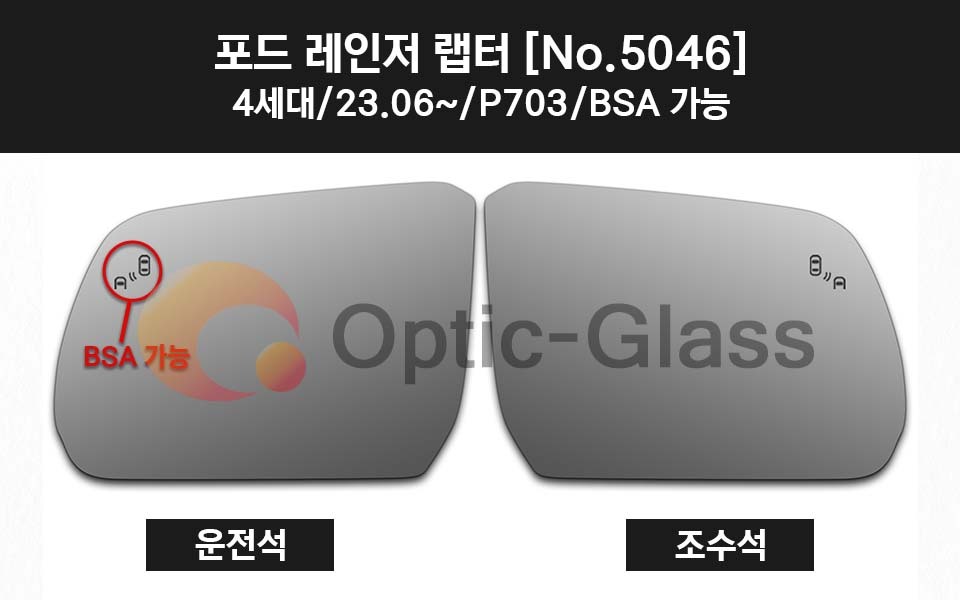 포드 레인저 랩터 [No.5046]
4세대/23.06~/P703/BSA 가능
BSA 가능
Optic-Glass
운전석
조수석